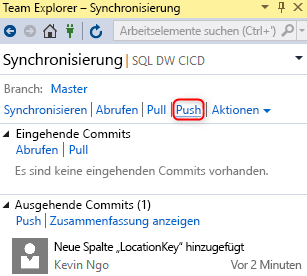 Team Explorer – Synchronisierung
Arbeitselemente suchen (Ctrl+')
Synchronisierung | SQL DW CICD
Branch: Master
Synchronisieren | Abrufen | Pull | Push | Aktionen
Eingehende Commits
Abrufen | Pull
Es sind keine eingehenden Commits vorhanden.
Ausgehende Commits (1)
Push | Zusammenfassung anzeigen
Neue Spalte „LocationKey“ hinzugefügt
Kevin Ngo Vor 2 Minuten